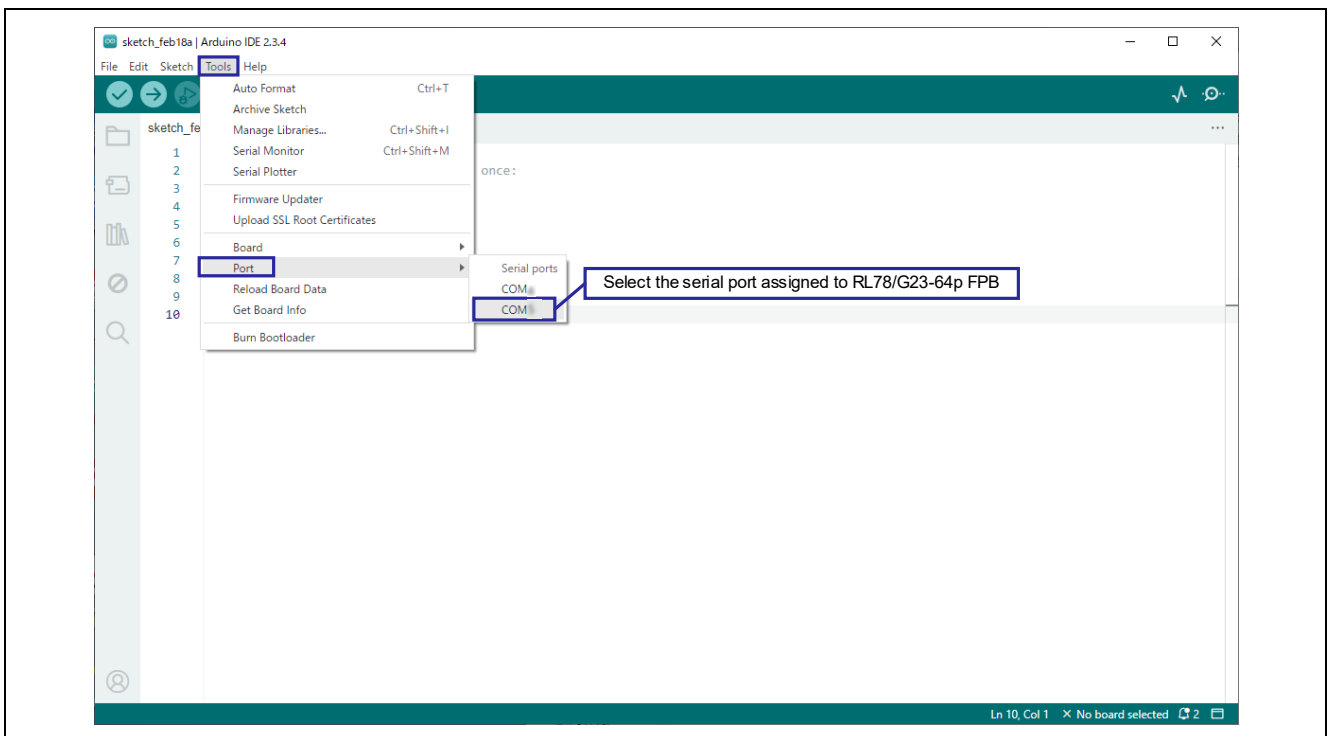 sketch_feb18a | Arduino IDE 2.3.4
File Edit Sketch Tools Help
Auto Format Ctrl+T
Archive Sketch
sketch_fe
Manage Libraries... Ctrl+Shift+I
1 Serial Monitor Ctrl+Shift+M
2 Serial Plotter once:
3
4 Firmware Updater
5 Upload SSL Root Certificates
6 Board
7 Port Serial ports
Select the serial port assigned to RL78/G23-64p FPB
8 Reload Board Data COM
9
10 Get Board Info COM
Burn Bootloader
Ln 10, Col 1 × No board selected 2